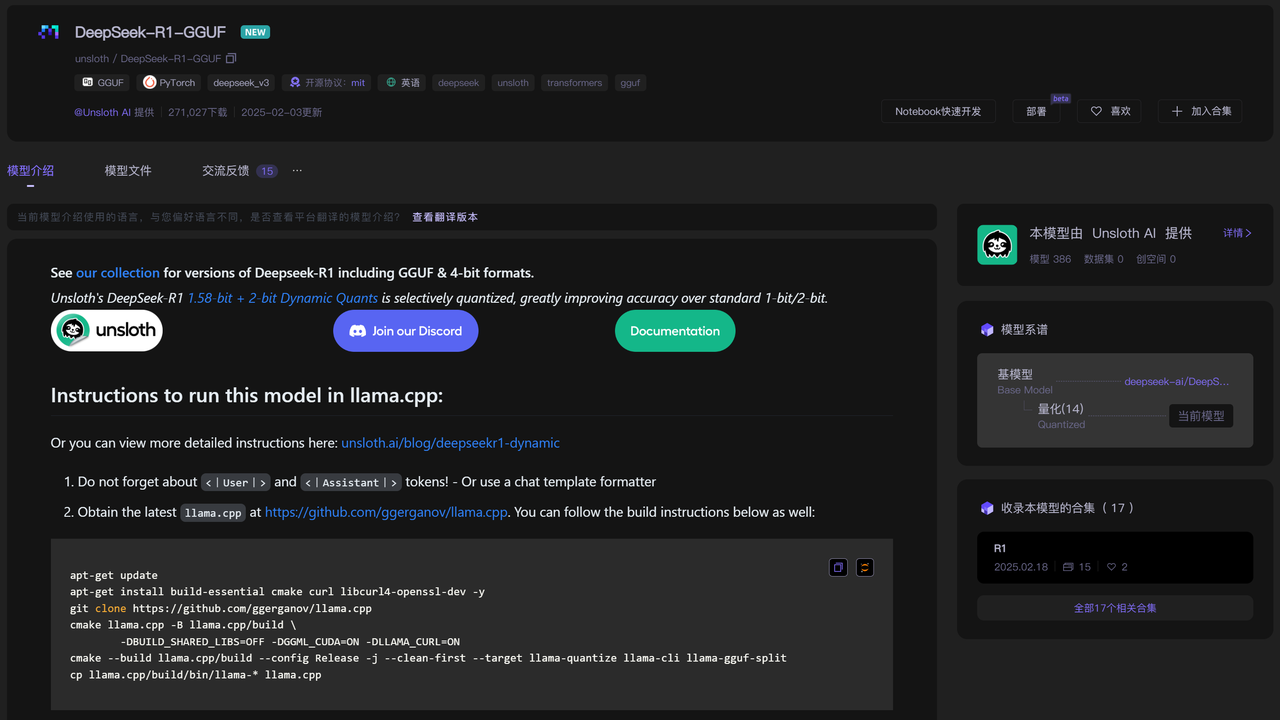 DeepSeek-R1-GGUF NEW
unsloth / DeepSeek-R1-GGUF
GGUF PyTorch deepseek_v3 开源协议：mit 英语 deepseek unsloth transformers gguf
@Unsloth AI 提供 271,027下载 2025-02-03更新
Notebook快速开发 部署 beta 喜欢 加入合集
模型介绍 模型文件 交流反馈 15 ···
当前模型介绍使用的语言，与您偏好语言不同，是否查看平台翻译的模型介绍？ 查看翻译版本
See our collection for versions of Deepseek-R1 including GGUF & 4-bit formats.
Unsloth's DeepSeek-R1 1.58-bit + 2-bit Dynamic Quants is selectively quantized, greatly improving accuracy over standard 1-bit/2-bit.
unsloth Join our Discord Documentation
Instructions to run this model in llama.cpp:
Or you can view more detailed instructions here: unsloth.ai/blog/deepseekr1-dynamic
1. Do not forget about <｜User｜> and <｜Assistant｜> tokens! - Or use a chat template formatter
2. Obtain the latest llama.cpp at https://github.com/ggerganov/llama.cpp. You can follow the build instructions below as well:
apt-get update
apt-get install build-essential cmake curl libcurl4-openssl-dev -y
git clone https://github.com/ggerganov/llama.cpp
cmake llama.cpp -B llama.cpp/build \
-DBUILD_SHARED_LIBS=OFF -DGGML_CUDA=ON -DLLAMA_CURL=ON
cmake --build llama.cpp/build --config Release -j --clean-first --target llama-quantize llama-cli llama-gguf-split
cp llama.cpp/build/bin/llama-* llama.cpp
本模型由 Unsloth AI 提供 详情
模型 386 数据集 0 创空间 0
模型系谱
基模型 deepseek-ai/DeepS...
Base Model
量化(14) 当前模型
Quantized
收录本模型的合集（ 17 ）
R1
2025.02.18 15 2
全部17个相关合集